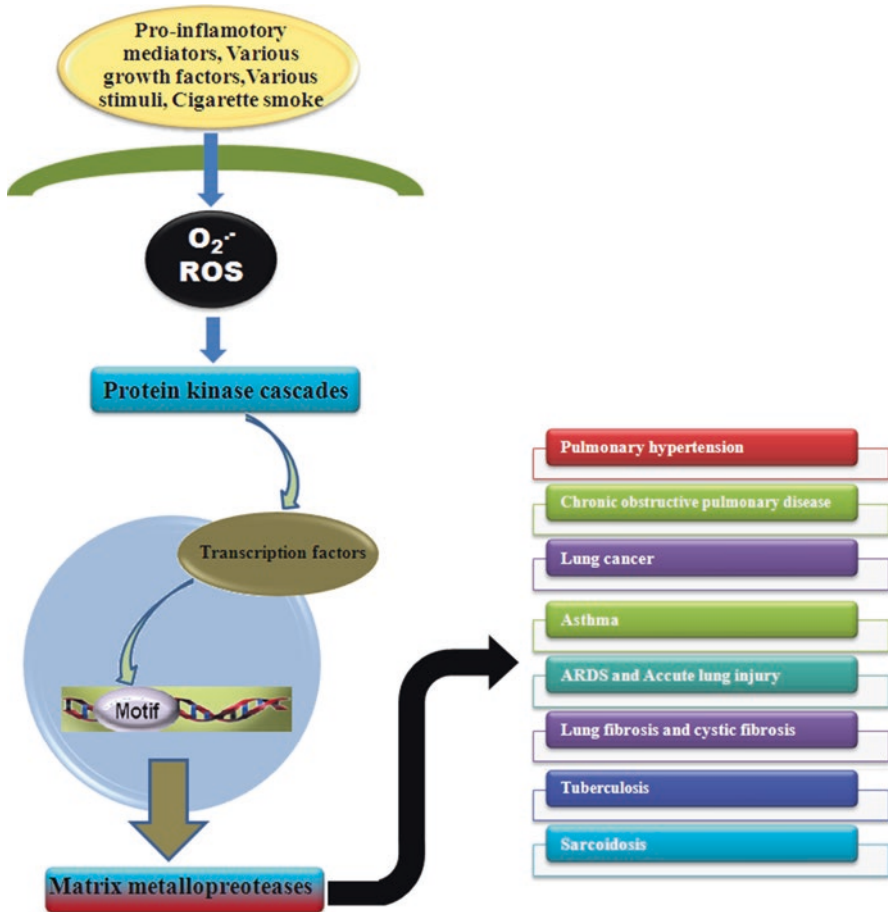 Pro-inflamotory
mediators, Various
growth factors,Various
stimuli, Cigarette smoke
O₂·-
ROS
Protein kinase cascades
Transcription factors
Motif
Matrix metallopreoteases
Pulmonary hypertension
Chronic obstructive pulmonary disease
Lung cancer
Asthma
ARDS and Accute lung injury
Lung fibrosis and cystic fibrosis
Tuberculosis
Sarcoidosis